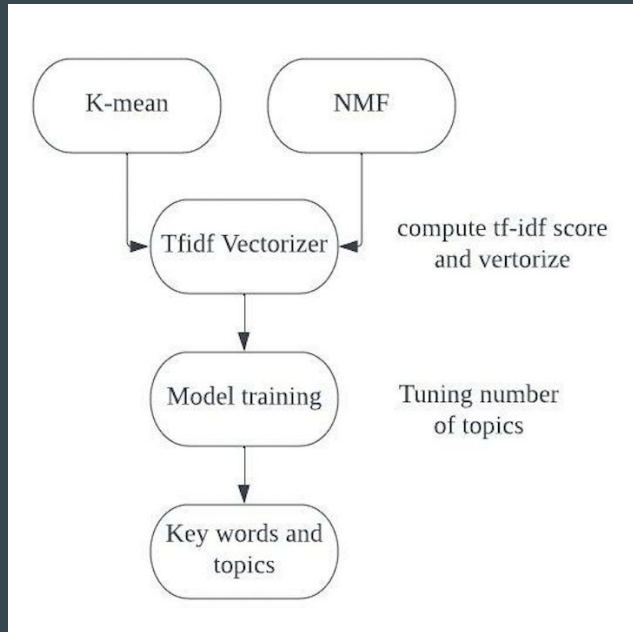 K-mean
NMF
Tfidf Vectorizer
compute tf-idf score
and vertorize
Model training
Tuning number
of topics
Key words and
topics